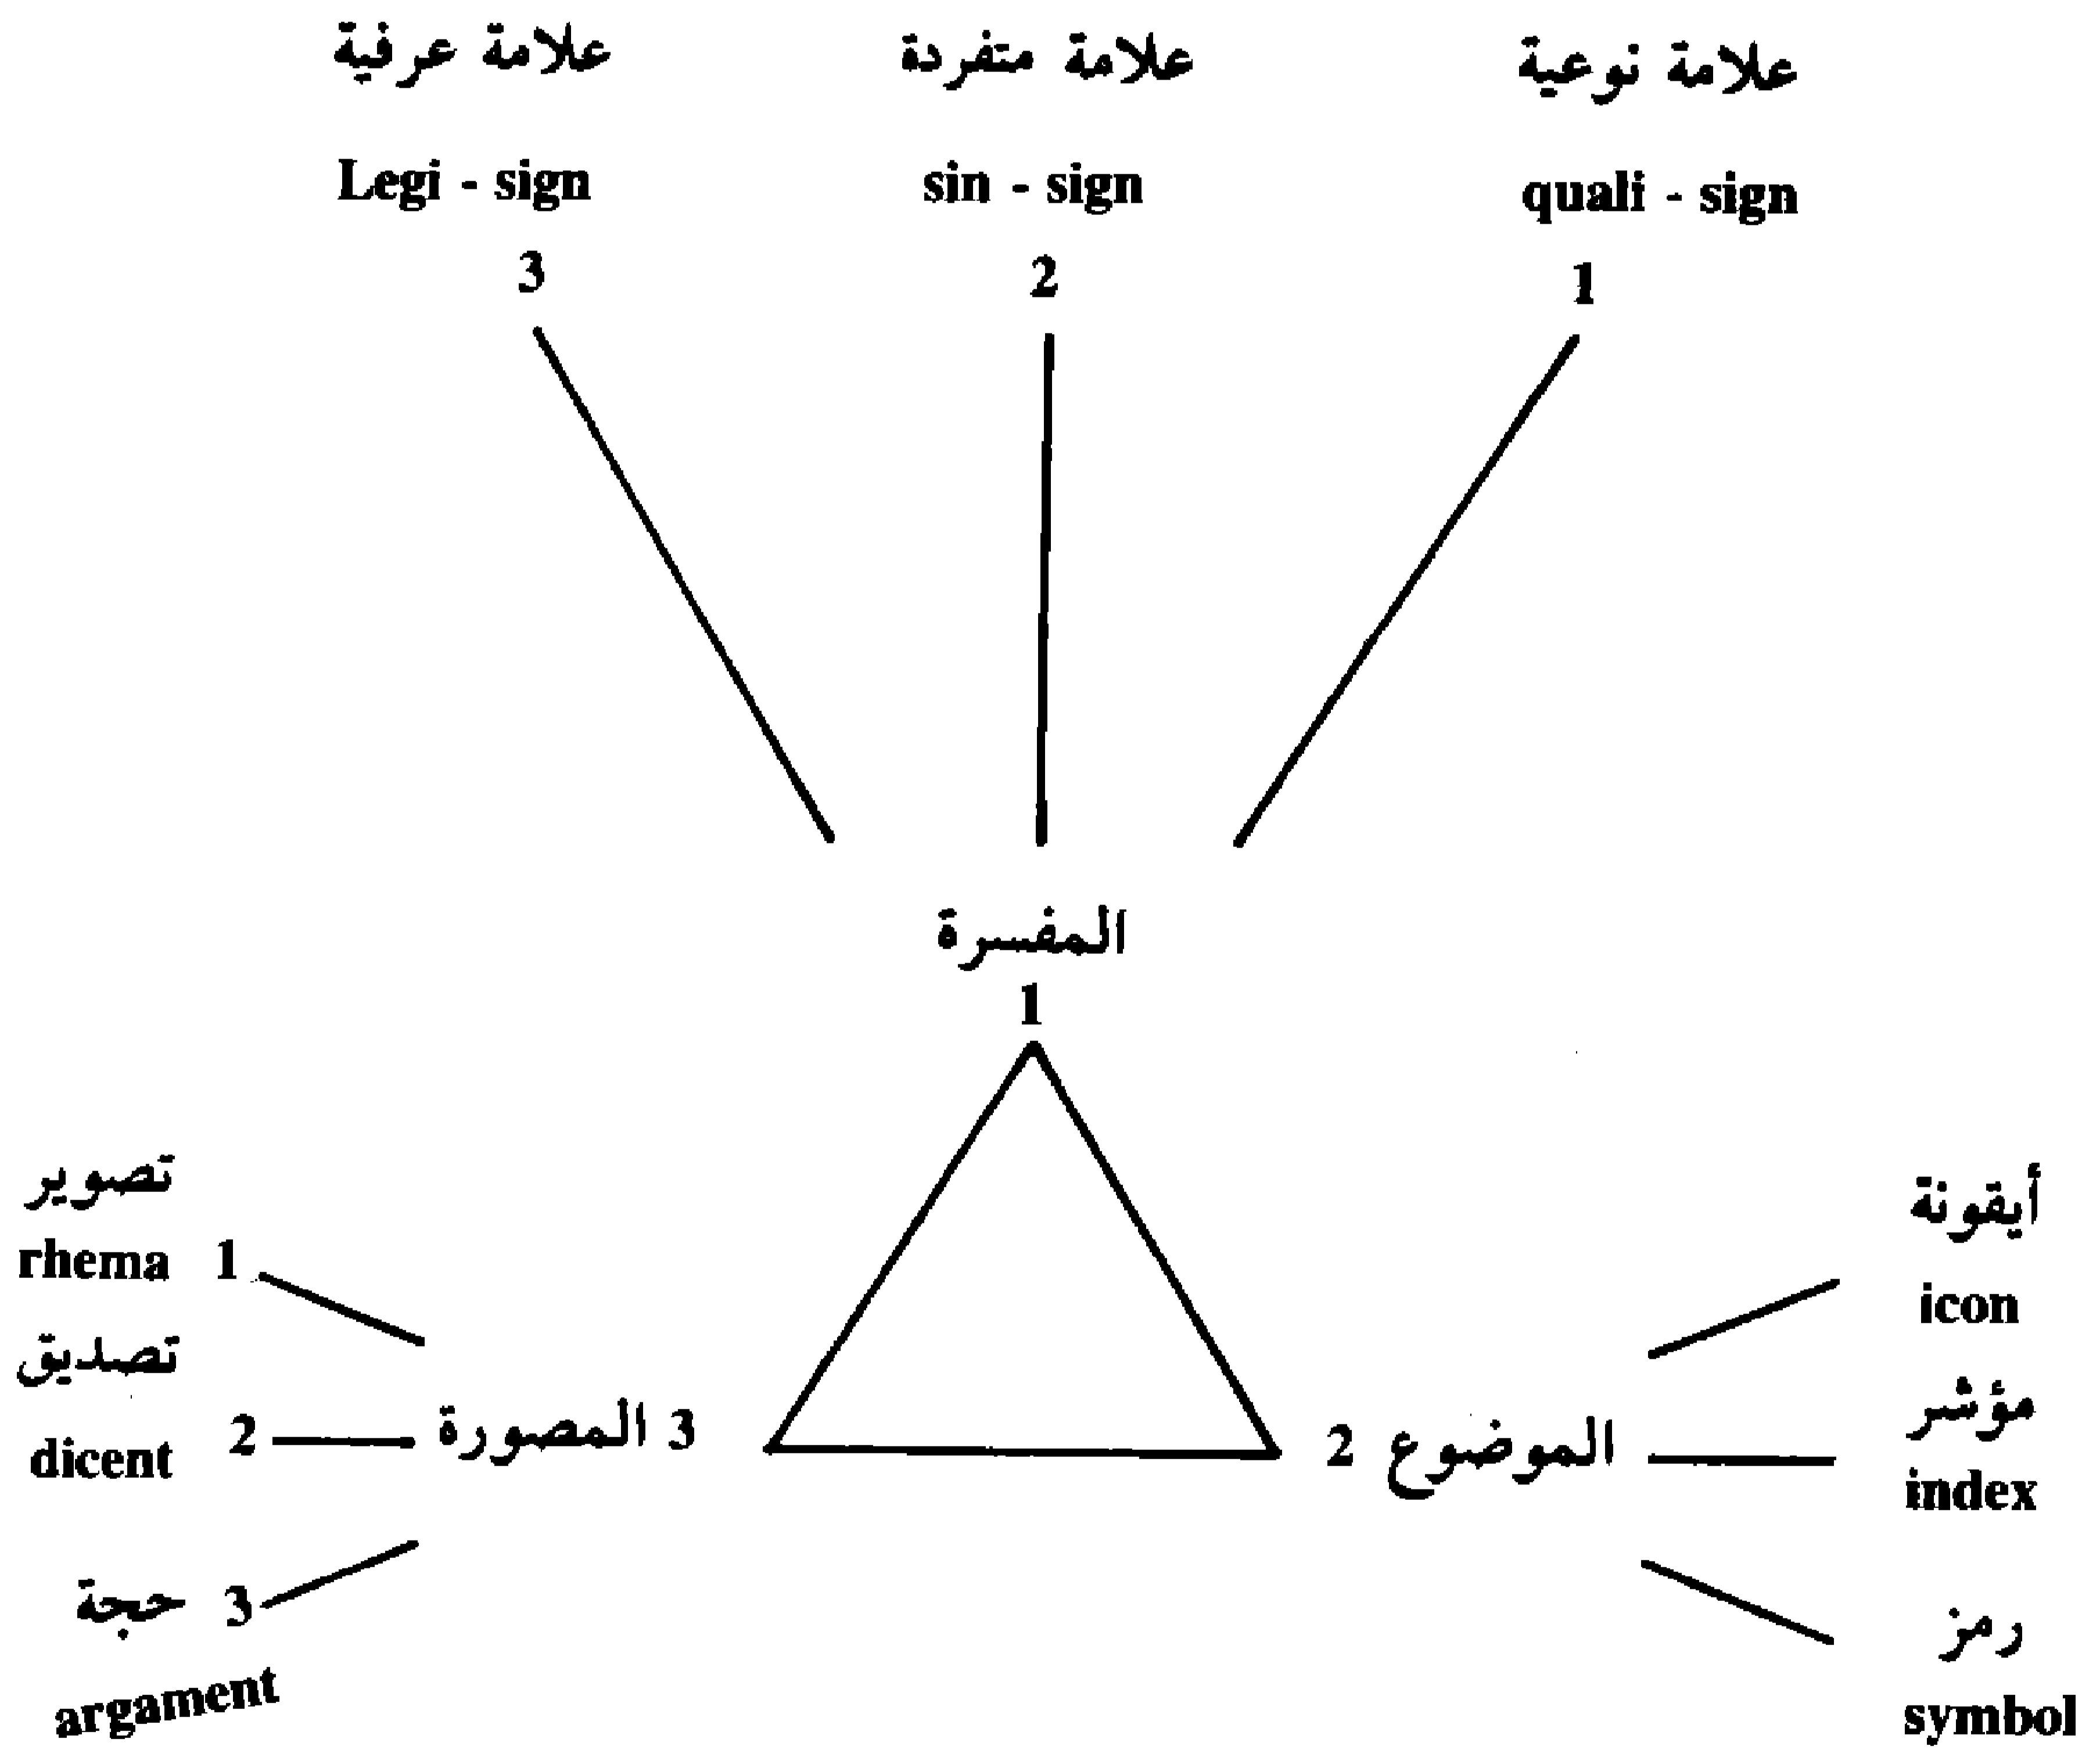 علامة نوعية
علامة متفردة
علامة عرفية
quali - sign
sin - sign
Legi - sign
1
2
3
المفسرة
1
أيقونة
icon
مؤشر
index
رمز
symbol
2 الموضوع
المصورة 3
تصوير
rhema 1
تصديق
2
dicent
حجة 3
argament